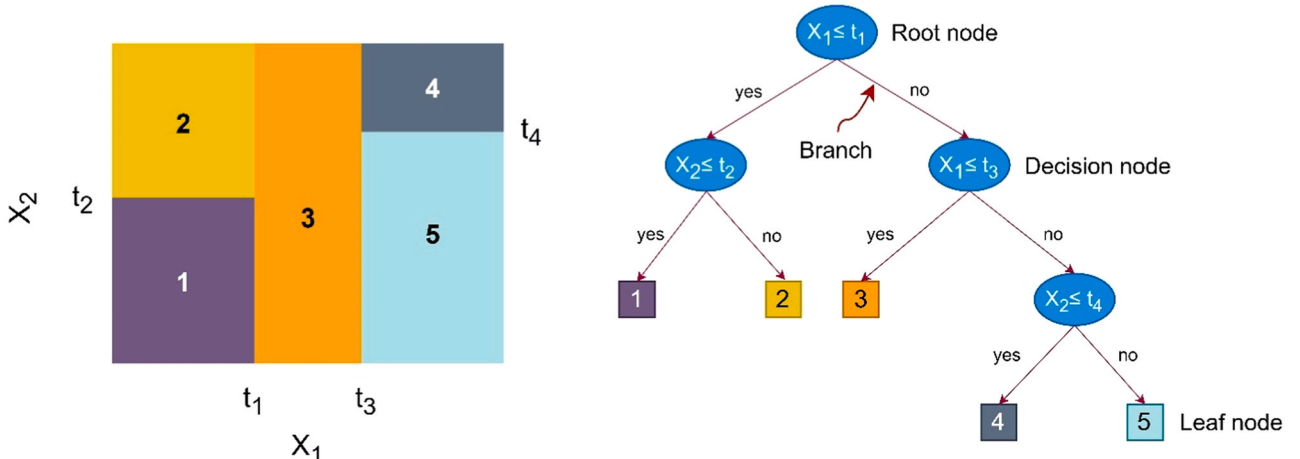 2
4
t₄
X₂
t₂
3
5
1
t₁
t₃
X₁
X₁≤ t₁
Root node
yes
no
Branch
X₂≤ t₂
X₁≤ t₃
Decision node
yes
no
yes
no
1
2
3
X₂≤ t₄
yes
no
4
5
Leaf node